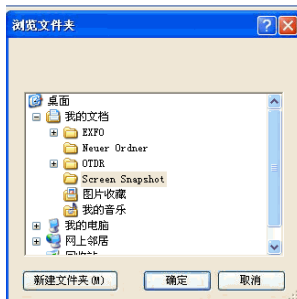 浏览文件夹
桌面
我的文档
EXFO
Neuer Ordner
OTDR
Screen Snapshot
图片收藏
我的音乐
我的电脑
网上邻居
新建文件夹(M)
确定
取消